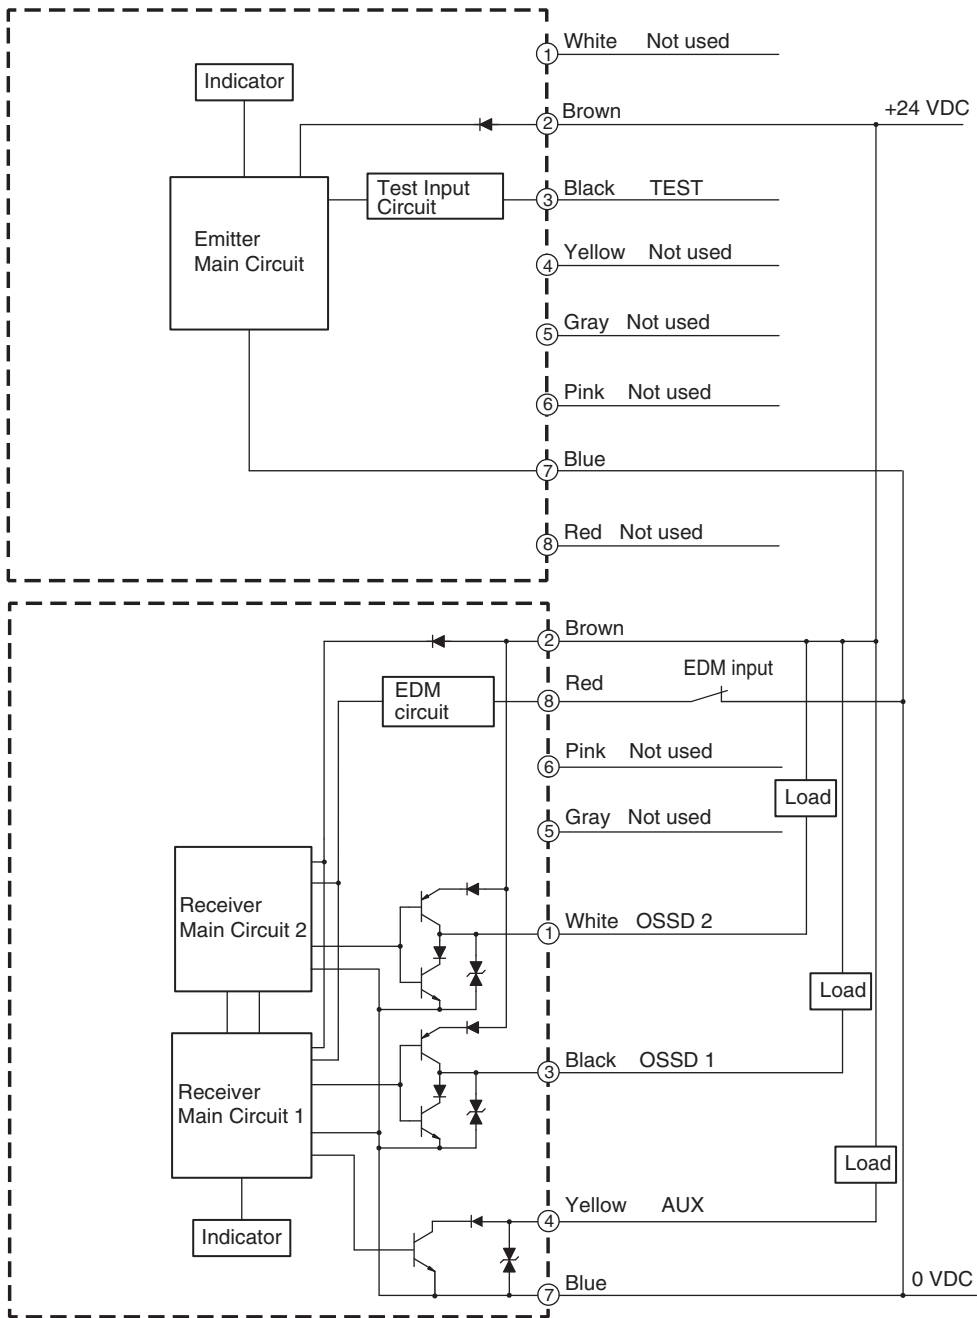 1 White Not used
Indicator
2 Brown +24 VDC
Test Input
Circuit
3 Black TEST
Emitter
Main Circuit
4 Yellow Not used
5 Gray Not used
6 Pink Not used
7 Blue
8 Red Not used
2 Brown
EDM
circuit
8 Red EDM input
6 Pink Not used
Load
5 Gray Not used
Receiver
Main Circuit 2
1 White OSSD 2
Load
3 Black OSSD 1
Receiver
Main Circuit 1
Load
4 Yellow AUX
Indicator
7 Blue 0 VDC